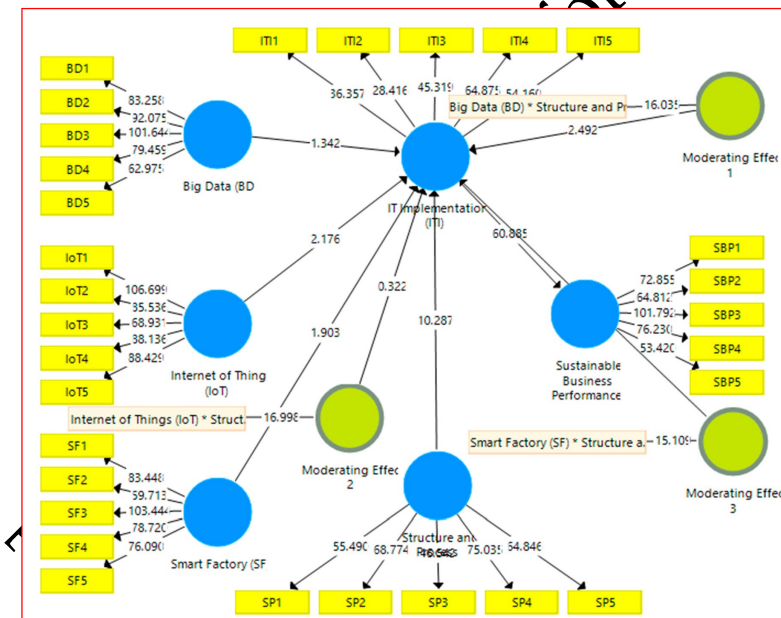 ITI1
ITI2
ITI3
ITI4
ITI5
BD1
BD2
BD3
BD4
BD5
83.258
92.075
101.644
79.459
62.975
36.357
28.416
45.319
64.875
54.160
Big Data (BD) * Structure and Pr
16.035
2.492
Moderating Effec
1
1.342
Big Data (BD
IT Implementation
(ITI)
60.885
IoT1
IoT2
IoT3
IoT4
IoT5
106.699
68.931
88.429
2.176
0.322
1.903
10.287
Internet of Thing
(IoT)
SBP1
SBP2
SBP3
SBP4
SBP5
72.855
64.812
101.792
76.230
53.420
Sustainable
Business
Performance
Internet of Things (IoT) * Struct
16.998
Moderating Effec
2
Smart Factory (SF) * Structure a.
15.109
Moderating Effec
3
SF1
SF2
SF3
SF4
SF5
83.448
103.444
78.720
76.090
Smart Factory (SF
Structure and
Process
55.490
68.774
75.035
54.846
SP1
SP2
SP3
SP4
SP5